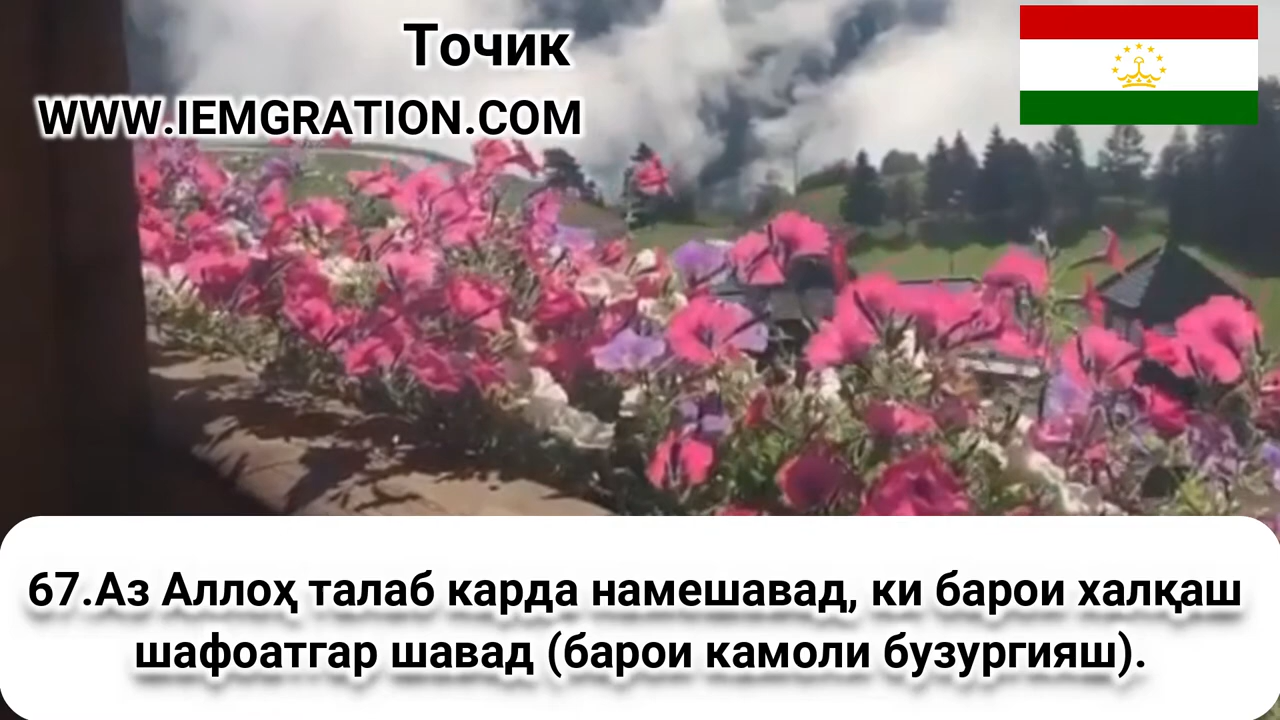 Точик
WWW.IEMGRATION.COM
67.Аз Аллоҳ талаб карда намешавад, ки барои халқаш
шафоатгар шавад (барои камоли бузургияш).